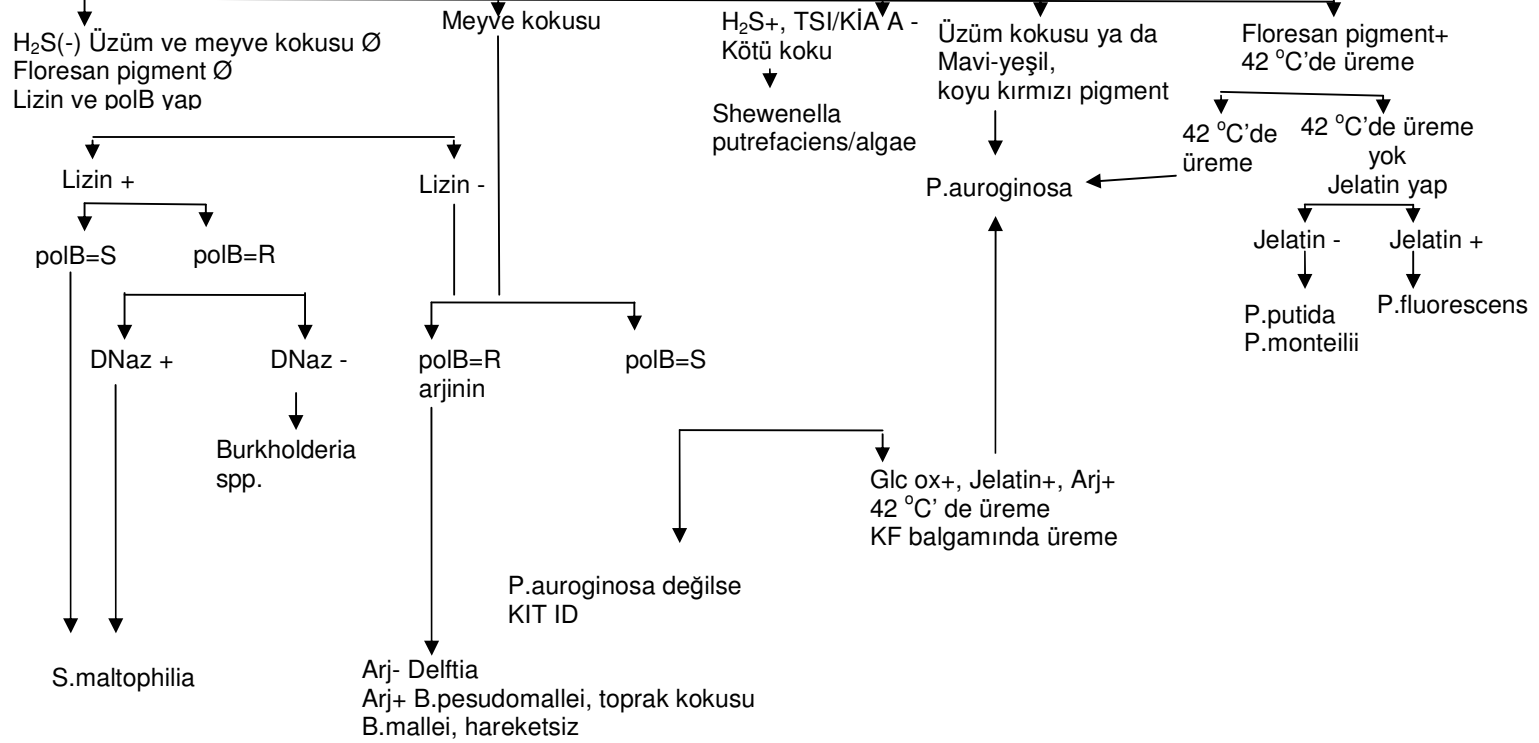 H₂S(-) Üzüm ve meyve kokusu Ø
Floresan pigment Ø
Lizin ve polB yap
Meyve kokusu
H₂S+, TSI/KİA A -
Kötü koku
Üzüm kokusu ya da
Mavi-yeşil,
koyu kırmızı pigment
Floresan pigment+
42 °C'de üreme
Shewenella
putrefaciens/algae
42 °C'de
üreme
42 °C'de üreme
yok
Jelatin yap
Lizin +
Lizin -
P.auroginosa
polB=S
polB=R
Jelatin -
Jelatin +
P.putida
P.monteilii
P.fluorescens
DNaz +
DNaz -
polB=R
arjinin
polB=S
Burkholderia
spp.
Glc ox+, Jelatin+, Arj+
42 °C' de üreme
KF balgamında üreme
P.auroginosa değilse
KIT ID
S.maltophilia
Arj- Delftia
Arj+ B.pesudomallei, toprak kokusu
B.mallei, hareketsiz